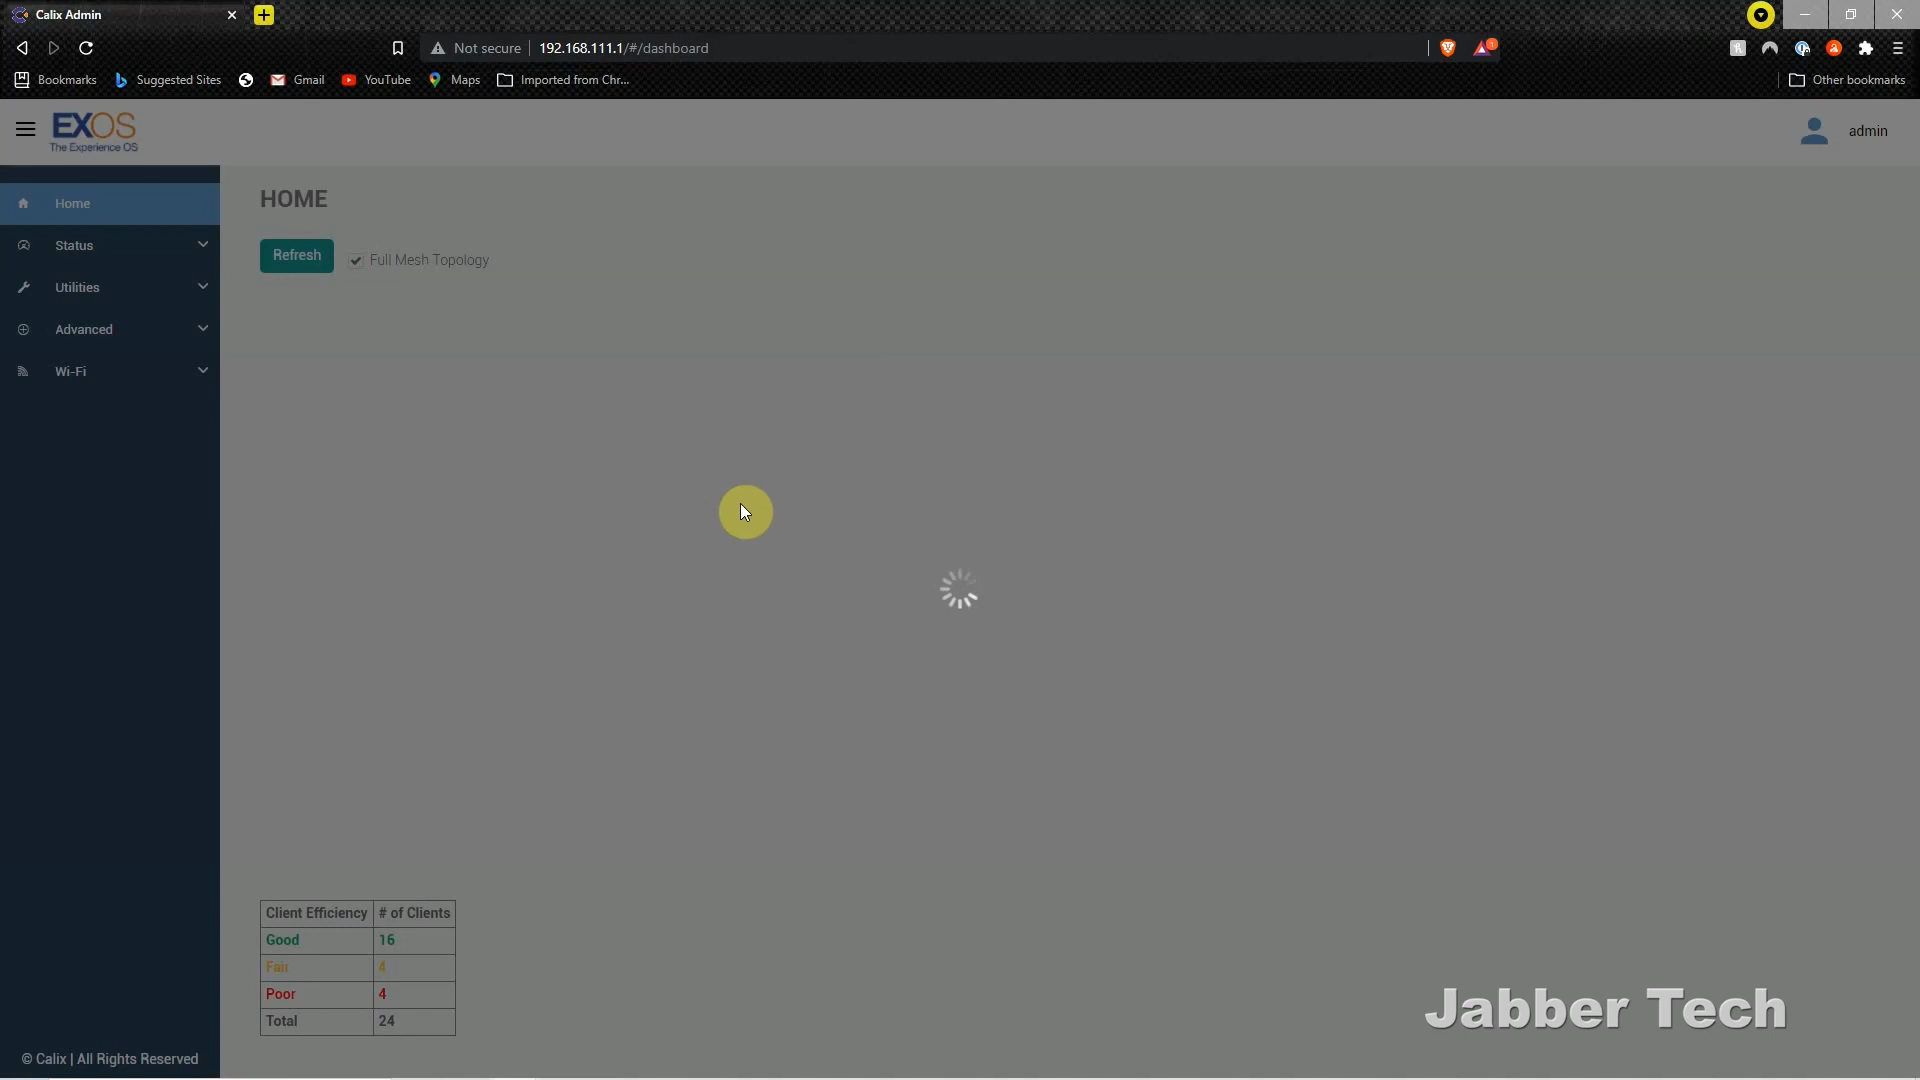 Calix Admin
Not secure
192.168.111.1/#/dashboard
1
Bookmarks
Suggested Sites
Gmail
YouTube
Maps
Imported from Chr...
Other bookmarks
EXOS
The Experience OS
admin
Home
Status
Utilities
Advanced
Wi-Fi
HOME
Refresh
Full Mesh Topology
Client Efficiency # of Clients
Good 16
Fair 4
Poor 4
Total 24
Jabber Tech
© Calix | All Rights Reserved